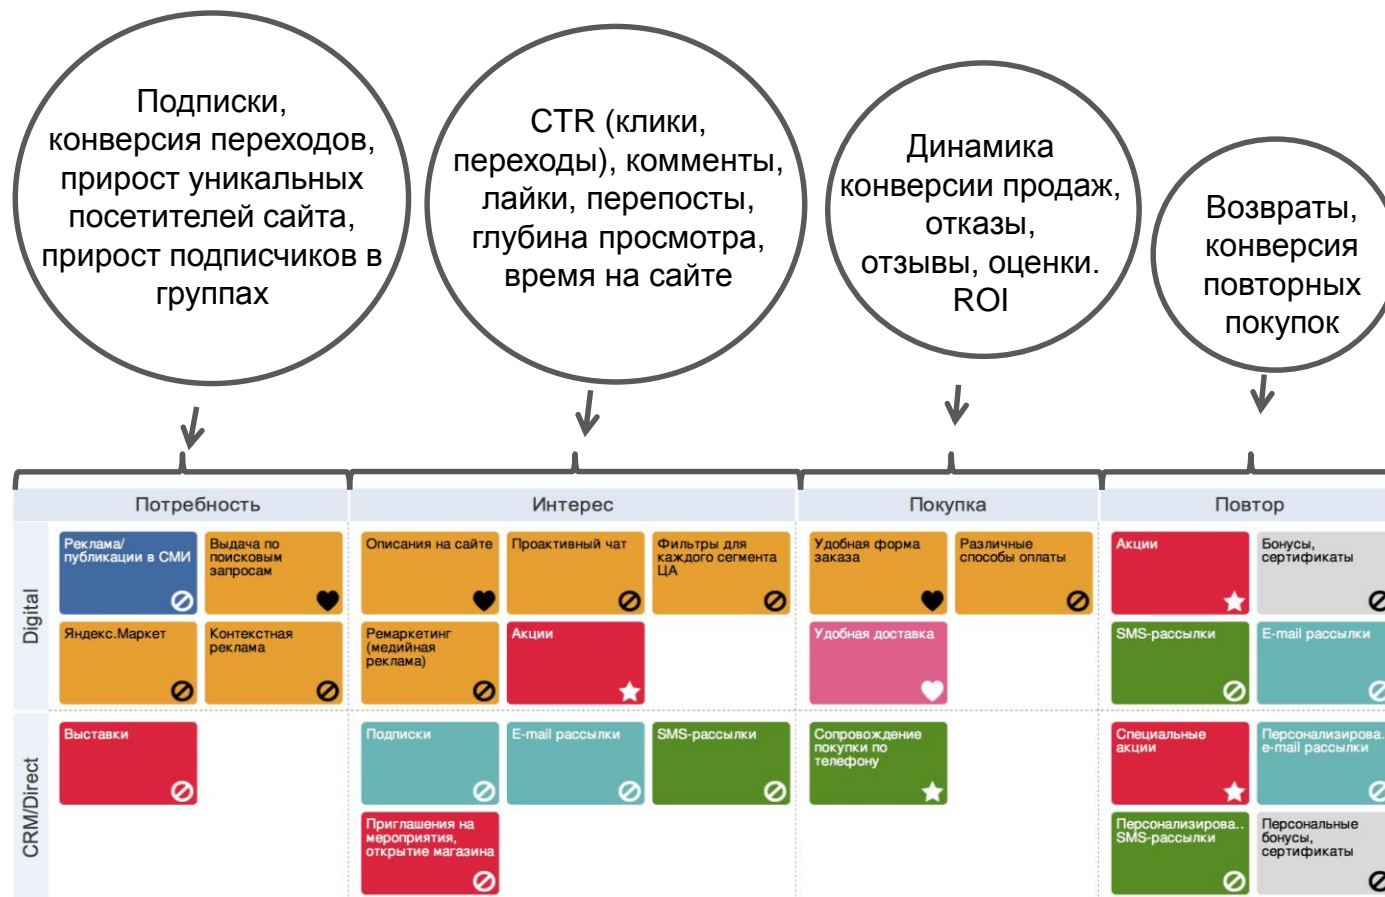 Подписки,
конверсия переходов,
прирост уникальных
посетителей сайта,
прирост подписчиков в
группах
CTR (клики,
переходы), комменты,
лайки, перепосты,
глубина просмотра,
время на сайте
Динамика
конверсии продаж,
отказы,
отзывы, оценки.
ROI
Возвраты,
конверсия
повторных
покупок
Потребность
Интерес
Покупка
Повтор
Digital
Реклама/
публикации в СМИ
Выдача по
поисковым
запросам
Описания на сайте
Проактивный чат
Фильтры для
каждого сегмента
ЦА
Удобная форма
заказа
Различные
способы оплаты
Акции
Бонусы,
сертификаты
Яндекс.Маркет
Контекстная
реклама
Ремаркетинг
(медийная
реклама)
Акции
Удобная доставка
SMS-рассылки
E-mail рассылки
CRM/Direct
Выставки
Подписки
E-mail рассылки
SMS-рассылки
Сопровождение
покупки по
телефону
Специальные
акции
Персонализирова..
e-mail рассылки
Приглашения на
мероприятия,
открытие магазина
Персонализирова..
SMS-рассылки
Персональные
бонусы,
сертификаты